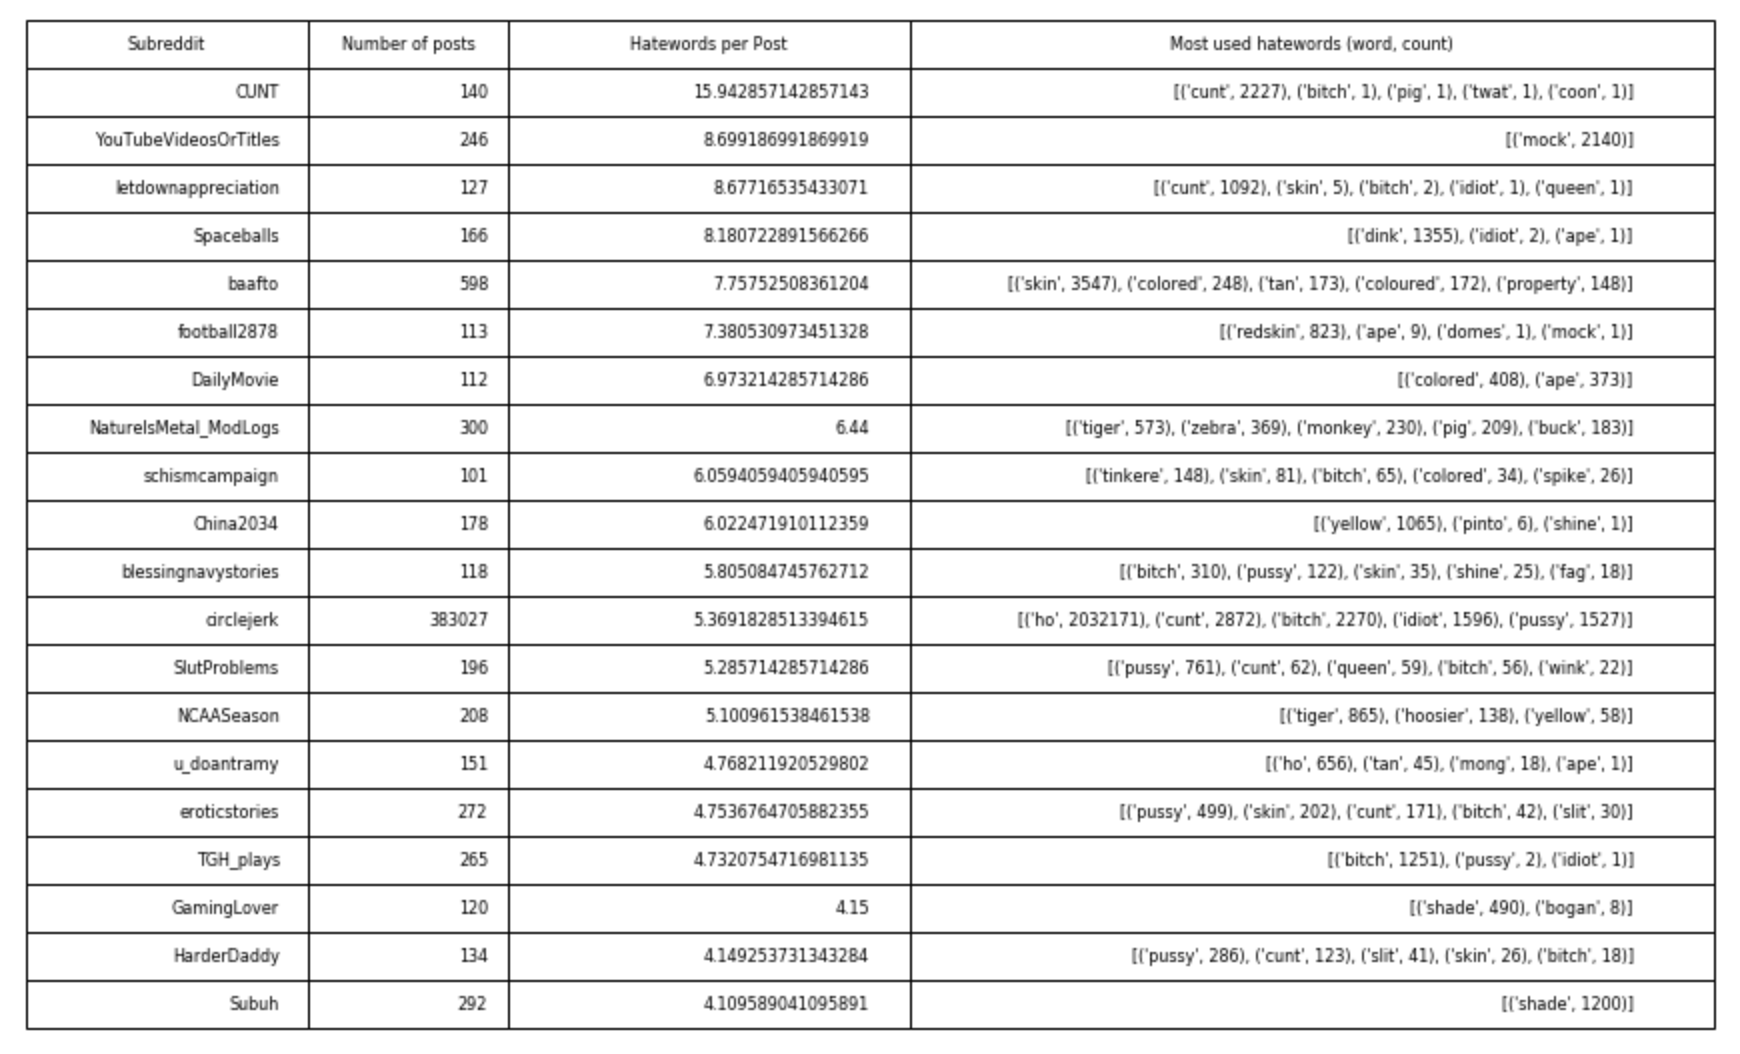 Subreddit Number of posts Hatewords per Post Most used hatewords (word, count)
CUNT 140 15.942857142857143 [('cunt', 2227), ('bitch', 1), ('pig', 1), ('twat', 1), ('coon', 1)]
YouTubeVideosOrTitles 246 8.699186991869919 [('mock', 2140)]
letdownappreciation 127 8.67716535433071 [('cunt', 1092), ('skin', 5), ('bitch', 2), ('idiot', 1), ('queen', 1)]
Spaceballs 166 8.180722891566266 [('dink', 1355), ('idiot', 2), ('ape', 1)]
baafto 598 7.75752508361204 [('skin', 3547), ('colored', 248), ('tan', 173), ('coloured', 172), ('property', 148)]
football2878 113 7.380530973451328 [('redskin', 823), ('ape', 9), ('domes', 1), ('mock', 1)]
DailyMovie 112 6.973214285714286 [('colored', 408), ('ape', 373)]
NatureIsMetal_ModLogs 300 6.44 [('tiger', 573), ('zebra', 369), ('monkey', 230), ('pig', 209), ('buck', 183)]
schismcampaign 101 6.0594059405940595 [('tinkere', 148), ('skin', 81), ('bitch', 65), ('colored', 34), ('spike', 26)]
China2034 178 6.022471910112359 [('yellow', 1065), ('pinto', 6), ('shine', 1)]
blessingnavystories 118 5.805084745762712 [('bitch', 310), ('pussy', 122), ('skin', 35), ('shine', 25), ('fag', 18)]
circlejerk 383027 5.3691828513394615 [('ho', 2032171), ('cunt', 2872), ('bitch', 2270), ('idiot', 1596), ('pussy', 1527)]
SlutProblems 196 5.285714285714286 [('pussy', 761), ('cunt', 62), ('queen', 59), ('bitch', 56), ('wink', 22)]
NCAASeason 208 5.100961538461538 [('tiger', 865), ('hoosier', 138), ('yellow', 58)]
u_doantramy 151 4.768211920529802 [('ho', 656), ('tan', 45), ('mong', 18), ('ape', 1)]
eroticstories 272 4.7536764705882355 [('pussy', 499), ('skin', 202), ('cunt', 171), ('bitch', 42), ('slit', 30)]
TGH_plays 265 4.7320754716981135 [('bitch', 1251), ('pussy', 2), ('idiot', 1)]
GamingLover 120 4.15 [('shade', 490), ('bogan', 8)]
HarderDaddy 134 4.149253731343284 [('pussy', 286), ('cunt', 123), ('slit', 41), ('skin', 26), ('bitch', 18)]
Subuh 292 4.109589041095891 [('shade', 1200)]